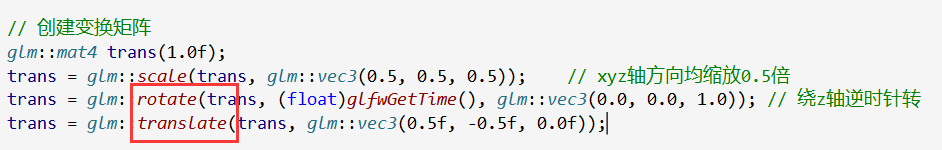 // 创建变换矩阵
glm::mat4 trans(1.0f);
trans = glm::scale(trans, glm::vec3(0.5, 0.5, 0.5));    // xyz轴方向均缩放0.5倍
trans = glm::rotate(trans, (float)glfwGetTime(), glm::vec3(0.0, 0.0, 1.0)); // 绕z轴逆时针转
trans = glm::translate(trans, glm::vec3(0.5f, -0.5f, 0.0f));